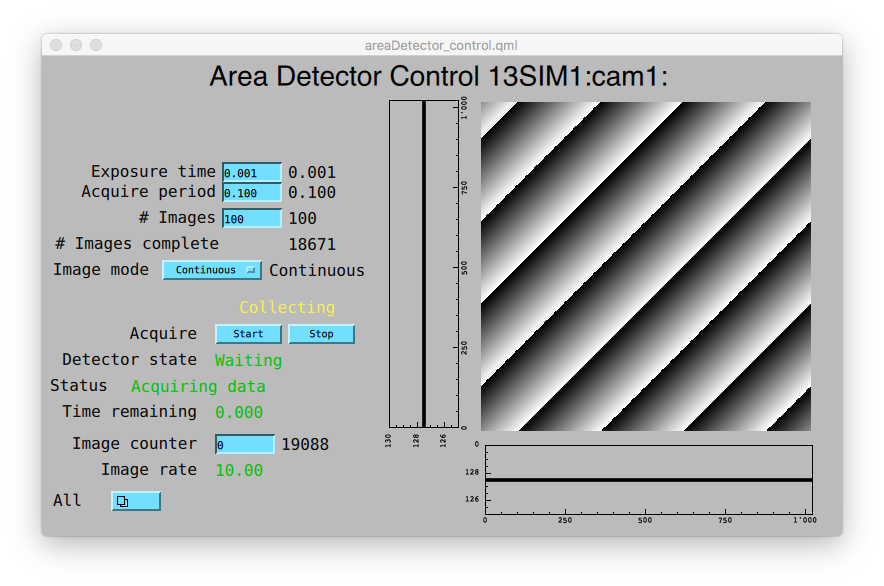 areaDetector_control.qml
Area Detector Control 13SIM1:cam1:
Exposure time 0.001 0.001
Acquire period 0.100 0.100
# Images 100 100
# Images complete 18671
Image mode Continuous Continuous
Collecting
Acquire Start Stop
Detector state Waiting
Status Acquiring data
Time remaining 0.000
Image counter 0 19088
Image rate 10.00
All
1'000
750
500
250
0
130 128 126
0
128
126
0 250 500 750 1'000